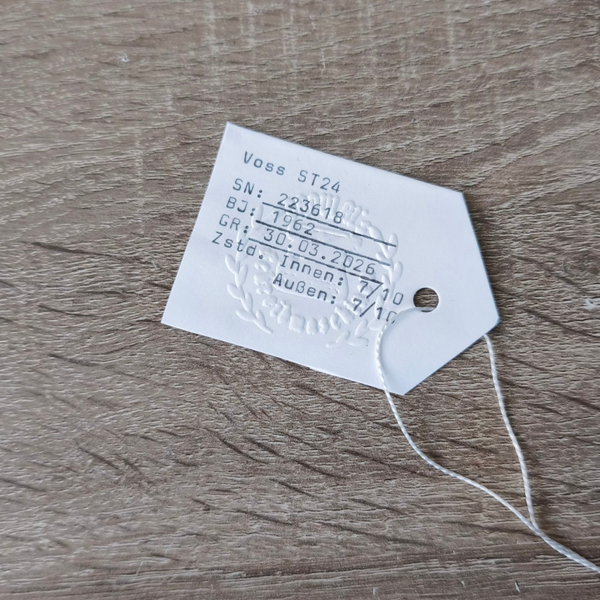 Voss ST24
SN: 223618
BJ: 1962
GR: 30.03.2026
Zstd. Innen: 7/10
Außen: 7/10